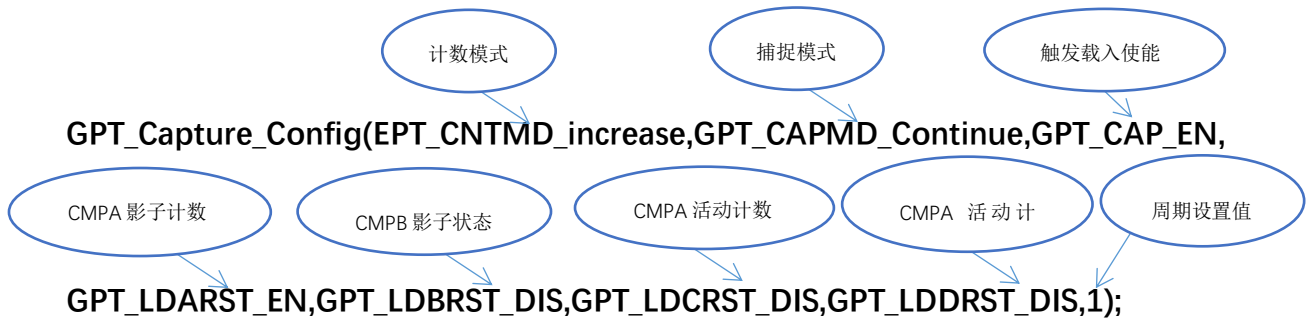 计数模式 捕捉模式 触发载入使能
GPT_Capture_Config(EPT_CNTMD_increase,GPT_CAPMD_Continue,GPT_CAP_EN,
CMPA 影子计数 CMPB 影子状态 CMPA 活动计数 CMPA 活动计 周期设置值
GPT_LDARST_EN,GPT_LDBRST_DIS,GPT_LDCRST_DIS,GPT_LDDRST_DIS,1);